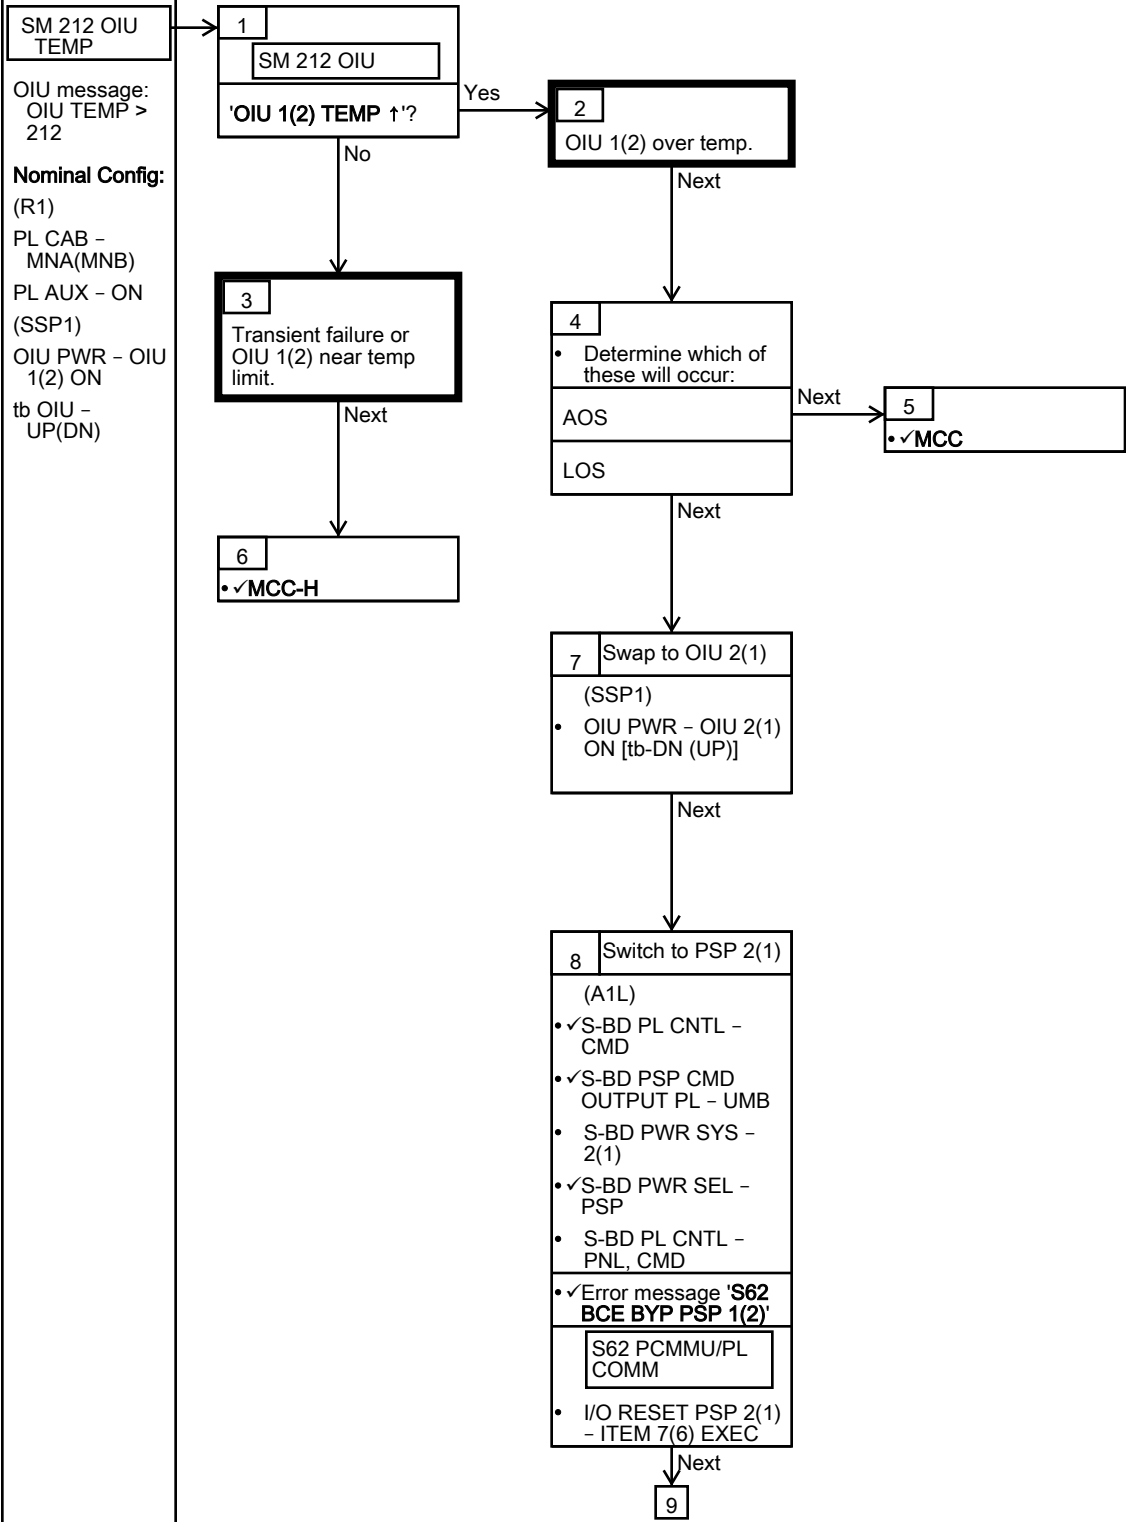 SM 212 OIU
TEMP
OIU message:
OIU TEMP >
212
Nominal Config:
(R1)
PL CAB –
MNA(MNB)
PL AUX – ON
(SSP1)
OIU PWR – OIU
1(2) ON
tb OIU –
UP(DN)
1
SM 212 OIU
'OIU 1(2) TEMP ↑'?
Yes
No
2
OIU 1(2) over temp.
Next
3
Transient failure or
OIU 1(2) near temp
limit.
Next
4
• Determine which of
these will occur:
AOS
LOS
Next
Next
5
• ✓MCC
6
• ✓MCC-H
7
Swap to OIU 2(1)
(SSP1)
• OIU PWR – OIU 2(1)
ON [tb-DN (UP)]
Next
8
Switch to PSP 2(1)
(A1L)
• ✓S-BD PL CNTL –
CMD
• ✓S-BD PSP CMD
OUTPUT PL – UMB
• S-BD PWR SYS –
2(1)
• ✓S-BD PWR SEL –
PSP
• S-BD PL CNTL –
PNL, CMD
• ✓Error message 'S62
BCE BYP PSP 1(2)'
S62 PCMMU/PL
COMM
• I/O RESET PSP 2(1)
– ITEM 7(6) EXEC
Next
9